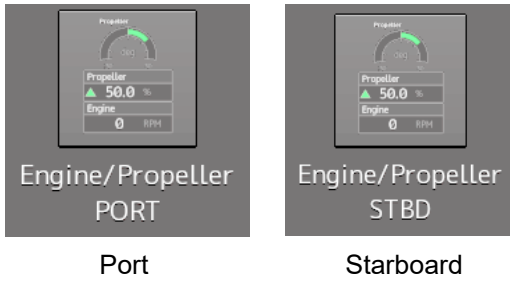 Propeller
Propeller
50.0 %
Engine
0 RPM
Engine/Propeller
PORT
Port
Propeller
Propeller
50.0 %
Engine
0 RPM
Engine/Propeller
STBD
Starboard